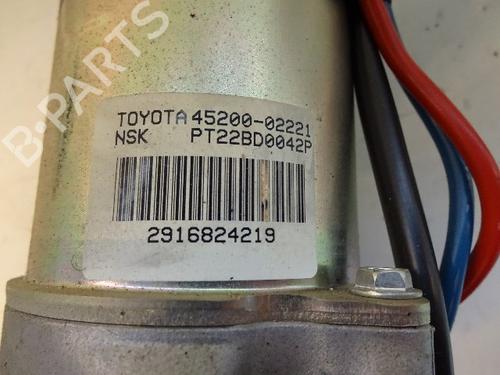 B-PARTS
TOYOTA 45200-02221
NSK PT22BD0042P
2916824219